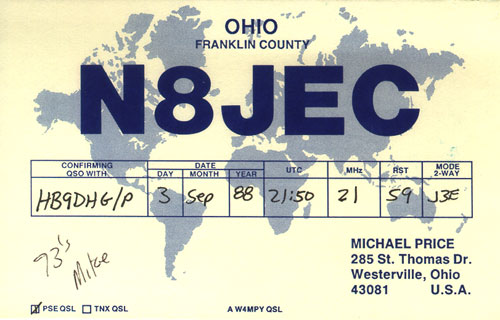 OHIO
FRANKLIN COUNTY
N8JEC
CONFIRMING QSO WITH: DATE DAY MONTH YEAR UTC MHz RST MODE 2-WAY
HB9DHG/P 3 Sep 88 21:50 21 59 J3E
73's
Mike
MICHAEL PRICE
285 St. Thomas Dr.
Westerville, Ohio
43081 U.S.A.
PSE QSL TNX QSL A W4MPY QSL